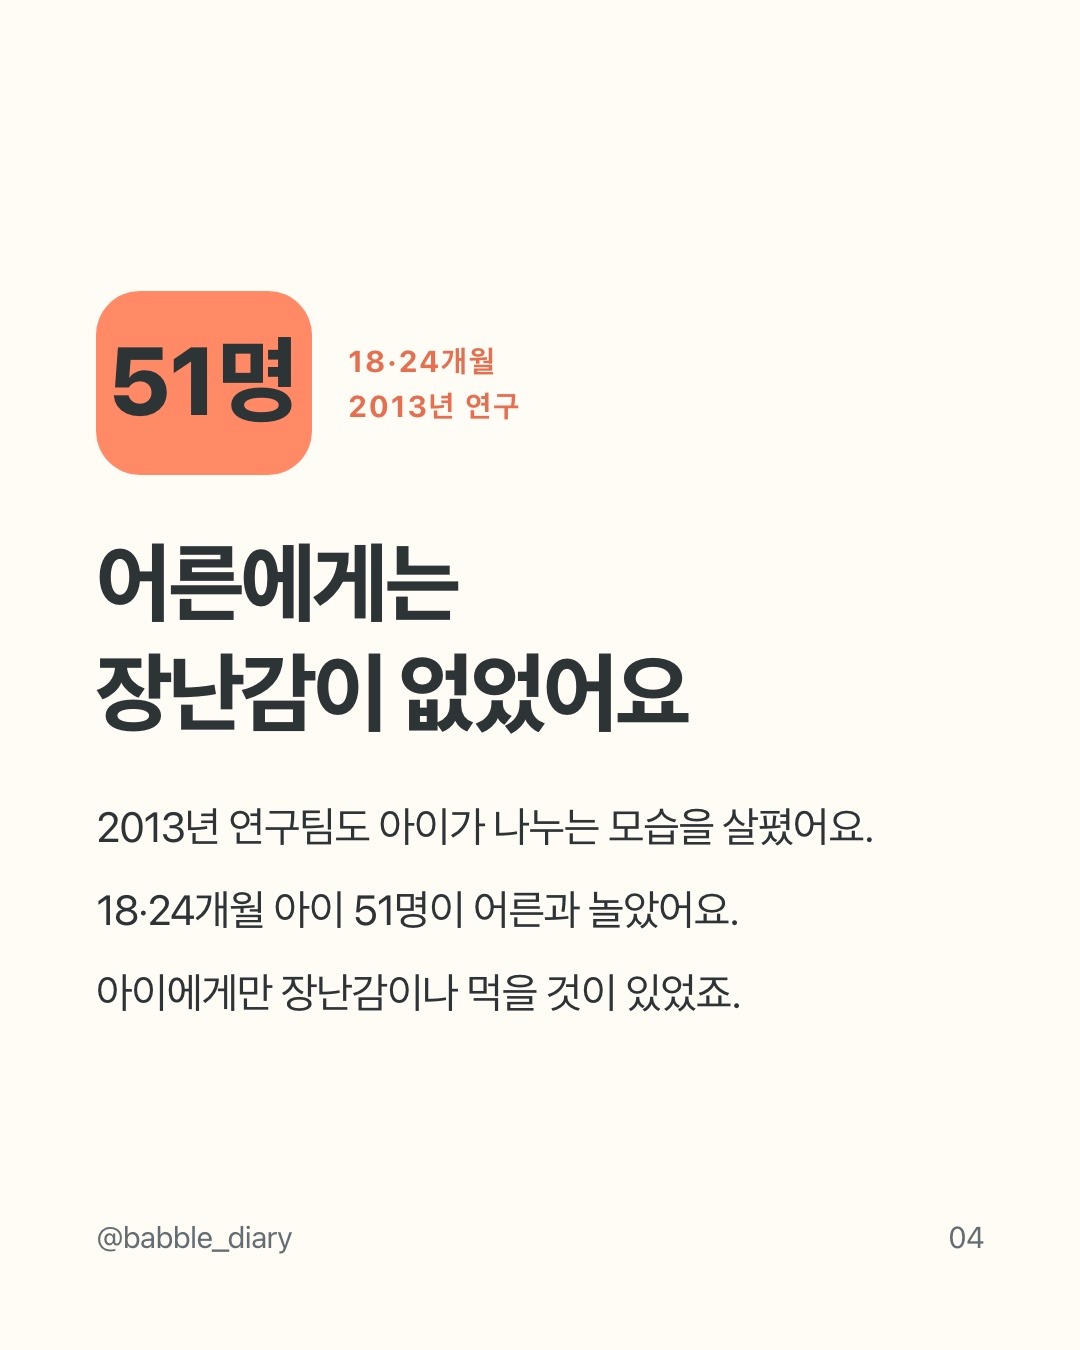 51명
18·24개월
2013년 연구
어른에게는
장난감이 없었어요
2013년 연구팀도 아이가 나누는 모습을 살폈어요.
18·24개월 아이 51명이 어른과 놀았어요.
아이에게만 장난감이나 먹을 것이 있었죠.
@babble_diary
04